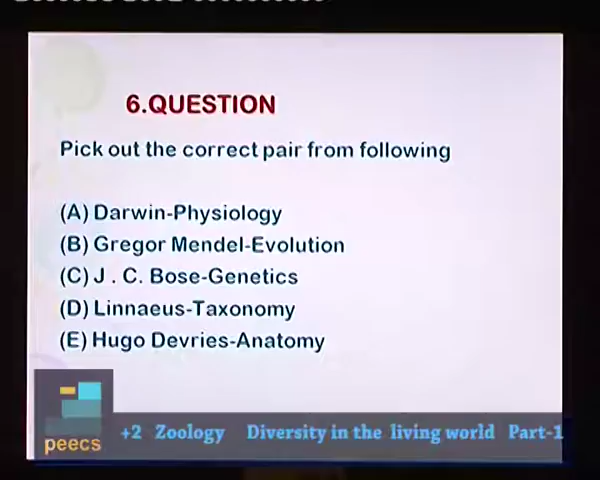 6.QUESTION
Pick out the correct pair from following
(A) Darwin-Physiology
(B) Gregor Mendel-Evolution
(C) J . C. Bose-Genetics
(D) Linnaeus-Taxonomy
(E) Hugo Devries-Anatomy
peecs
+2 Zoology Diversity in the living world Part-1